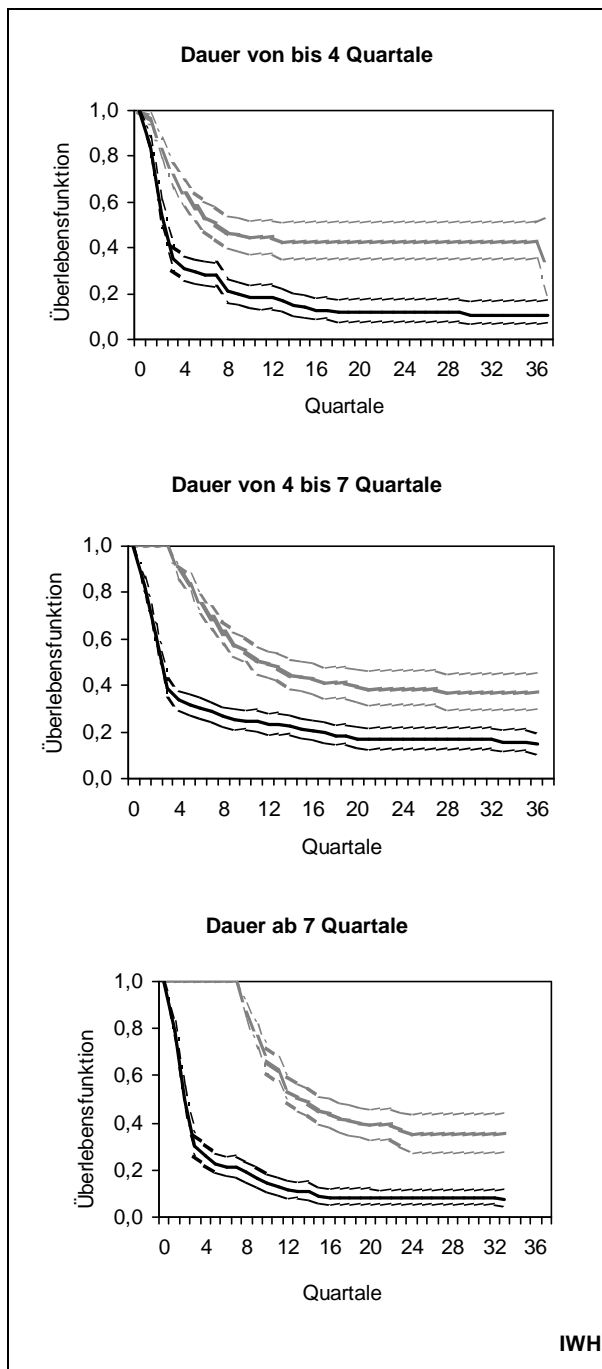 Dauer von bis 4 Quartale
1,0
0,8
0,6
0,4
0,2
0,0
Überlebensfunktion
0 4 8 12 16 20 24 28 32 36
Quartale
Dauer von 4 bis 7 Quartale
1,0
0,8
0,6
0,4
0,2
0,0
Überlebensfunktion
0 4 8 12 16 20 24 28 32 36
Quartale
Dauer ab 7 Quartale
1,0
0,8
0,6
0,4
0,2
0,0
Überlebensfunktion
0 4 8 12 16 20 24 28 32 36
Quartale
IWH